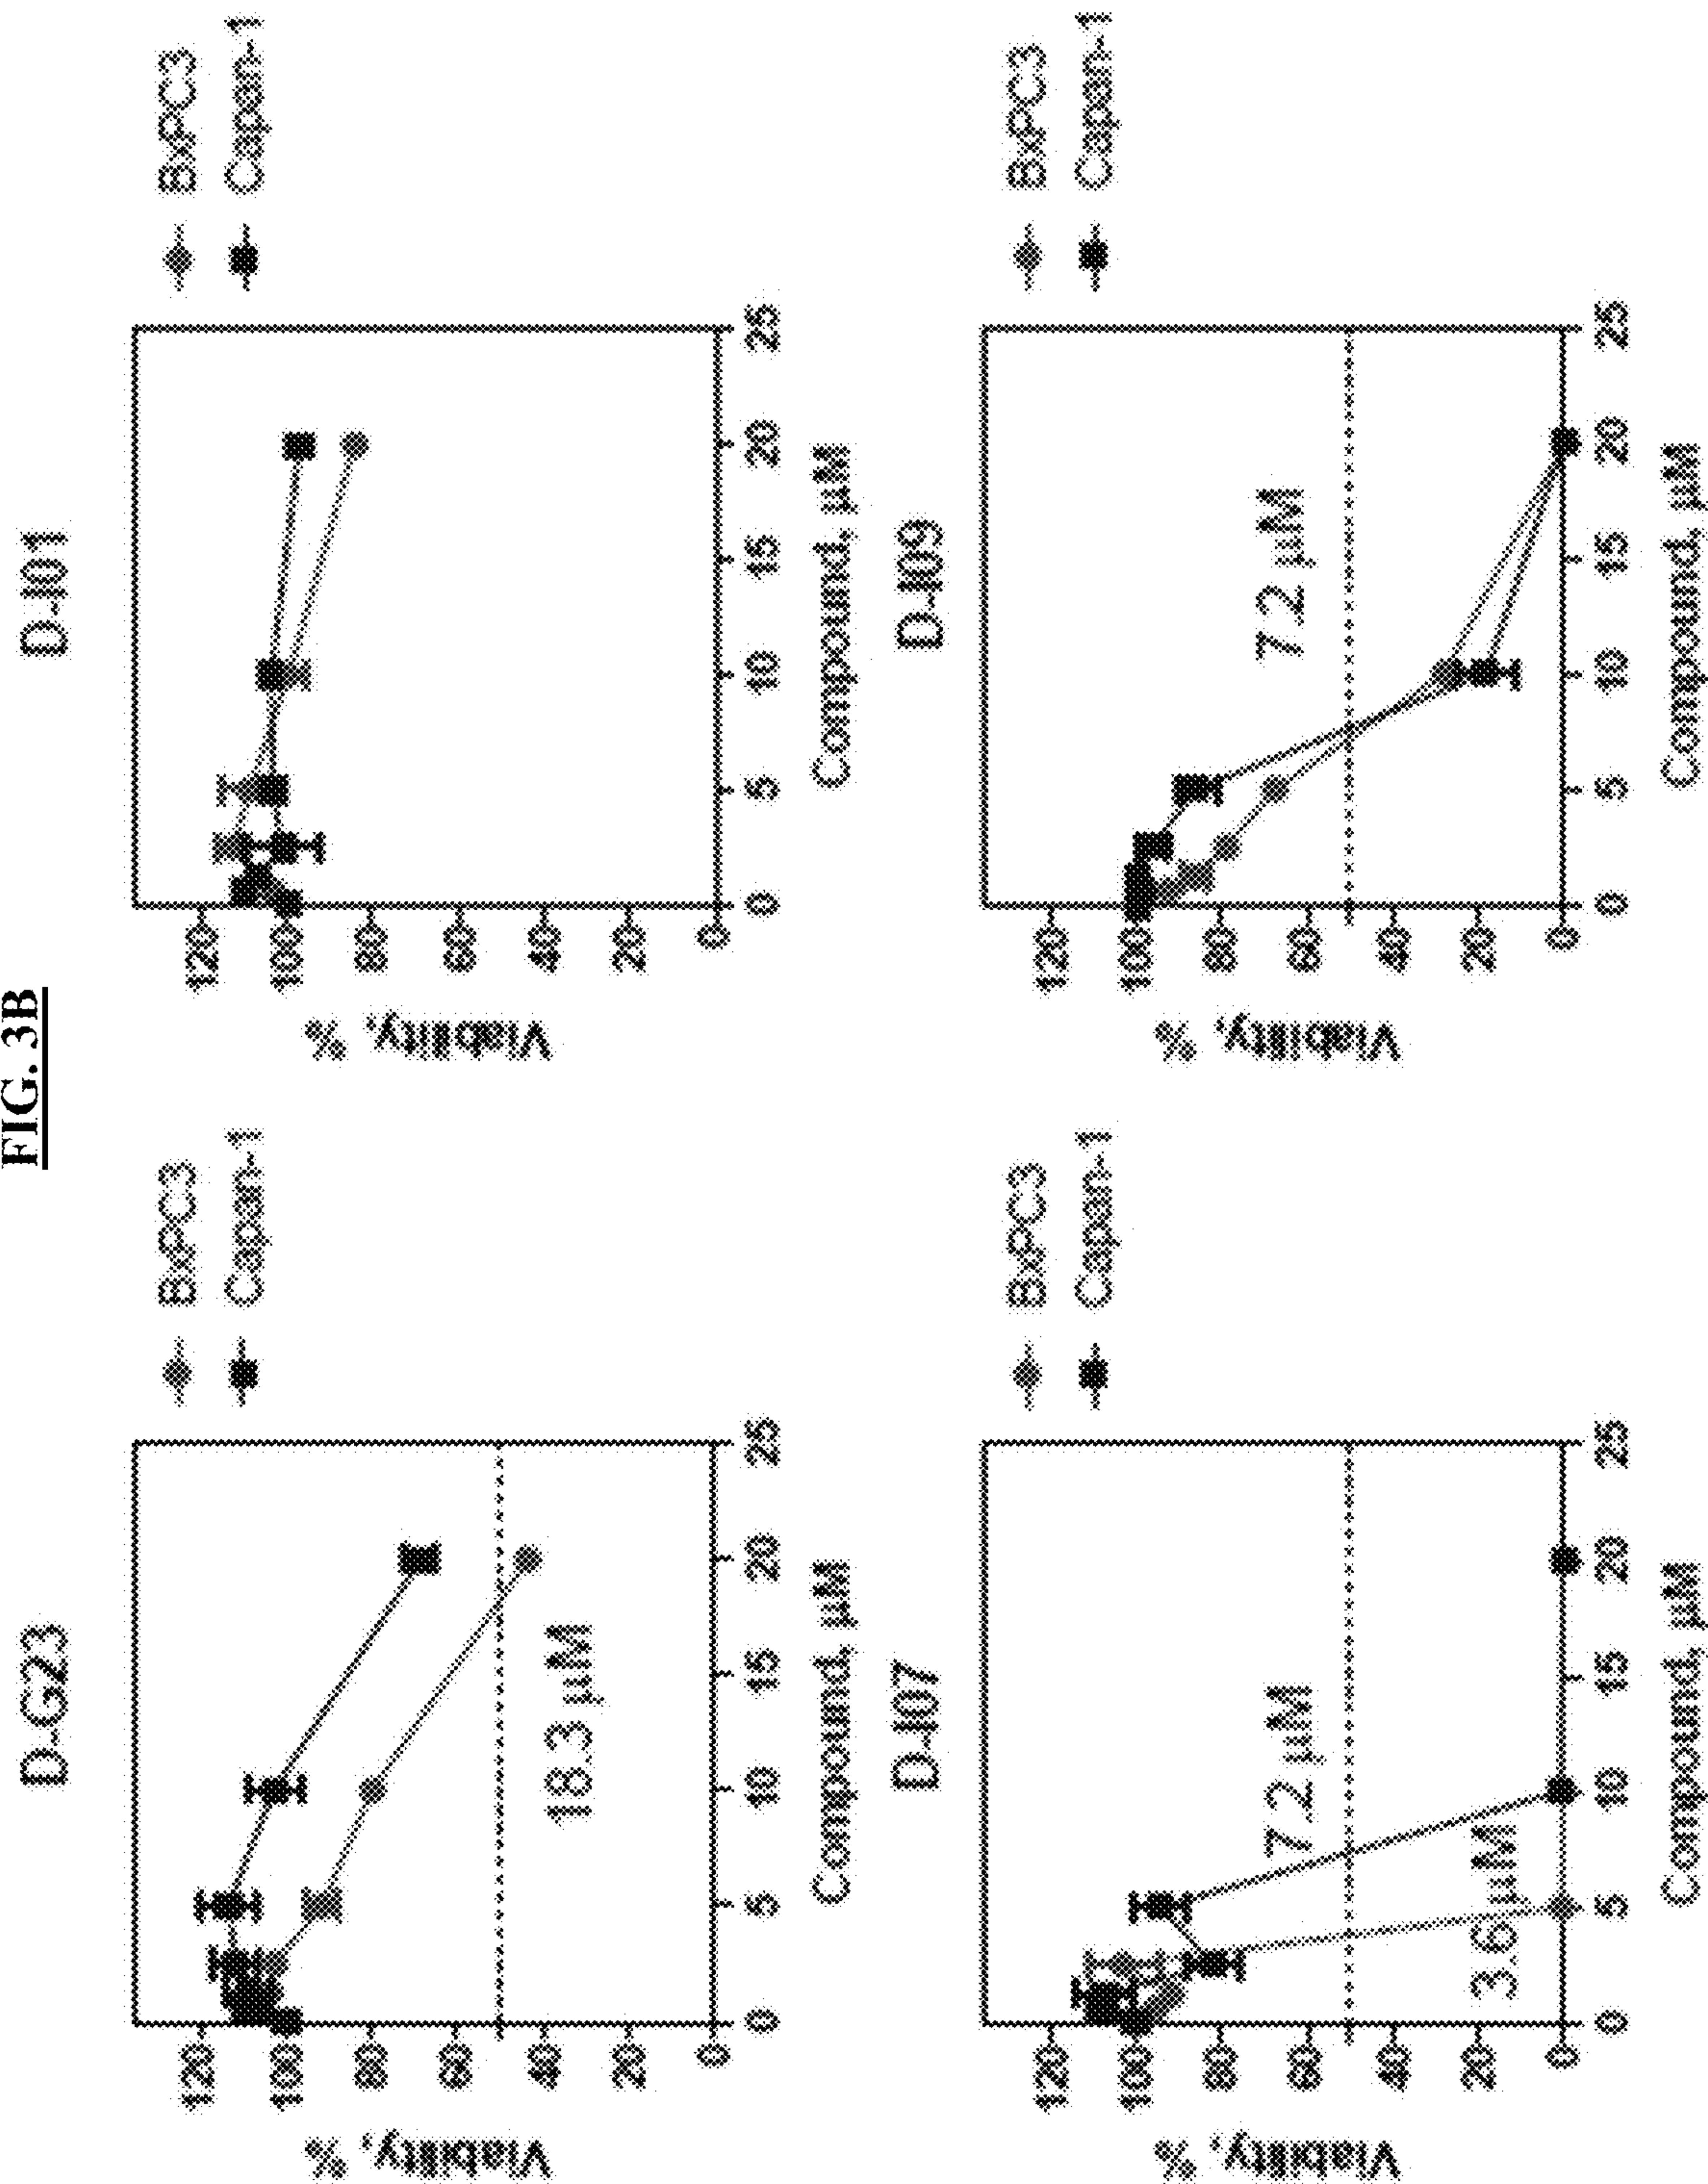 FIG. 3B
D-G23
Viability, %
120
100
80
60
40
20
0
18.3 µM
0
5
10
15
20
25
Compound, µM
BxPC3
Capan-1
D-I01
Viability, %
120
100
80
60
40
20
0
0
5
10
15
20
25
Compound, µM
BxPC3
Capan-1
D-I07
Viability, %
120
100
80
60
40
20
0
7.2 µM
3.6 µM
0
5
10
15
20
25
Compound, µM
BxPC3
Capan-1
D-I09
Viability, %
120
100
80
60
40
20
0
7.2 µM
0
5
10
15
20
25
Compound, µM
BxPC3
Capan-1